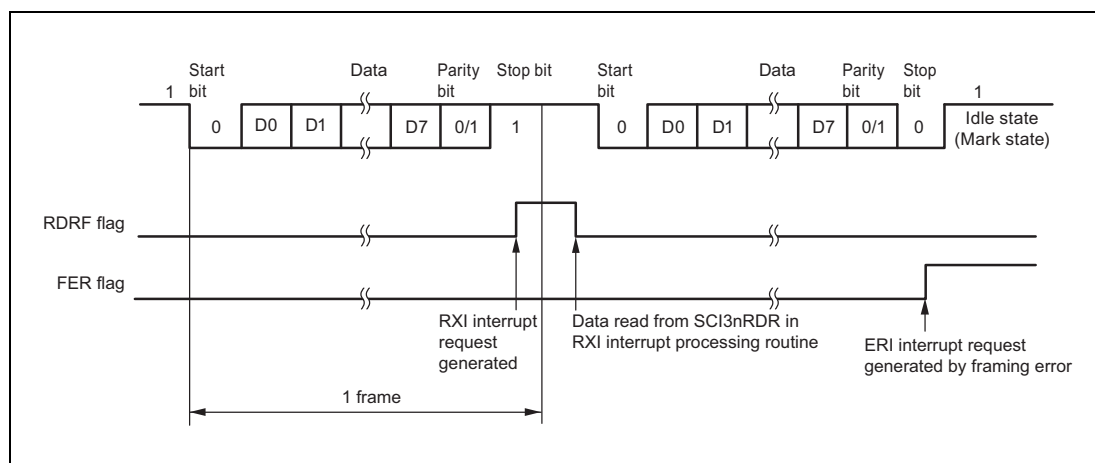 Start bit Data Parity bit Stop bit Start bit Data Parity bit Stop bit
1 0 D0 D1 D7 0/1 1 0 D0 D1 D7 0/1 0 1
Idle state
(Mark state)
RDRF flag
FER flag
RXI interrupt
request
generated
Data read from SCI3nRDR in
RXI interrupt processing routine
ERI interrupt request
generated by framing error
1 frame